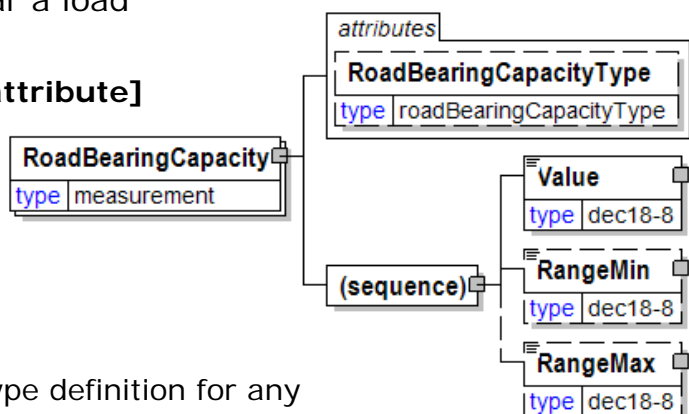 a load
attribute]
attributes
RoadBearingCapacityType
type roadBearingCapacityType
RoadBearingCapacity
type measurement
Value
type dec18-8
(sequence)
RangeMin
type dec18-8
RangeMax
type dec18-8
ype definition for any